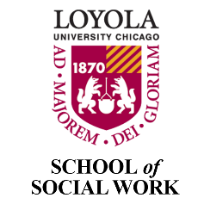 LOYOLA
UNIVERSITY CHICAGO
AD • MAJOREM • DEI • GLORIAM
1870
SCHOOL of
SOCIAL WORK